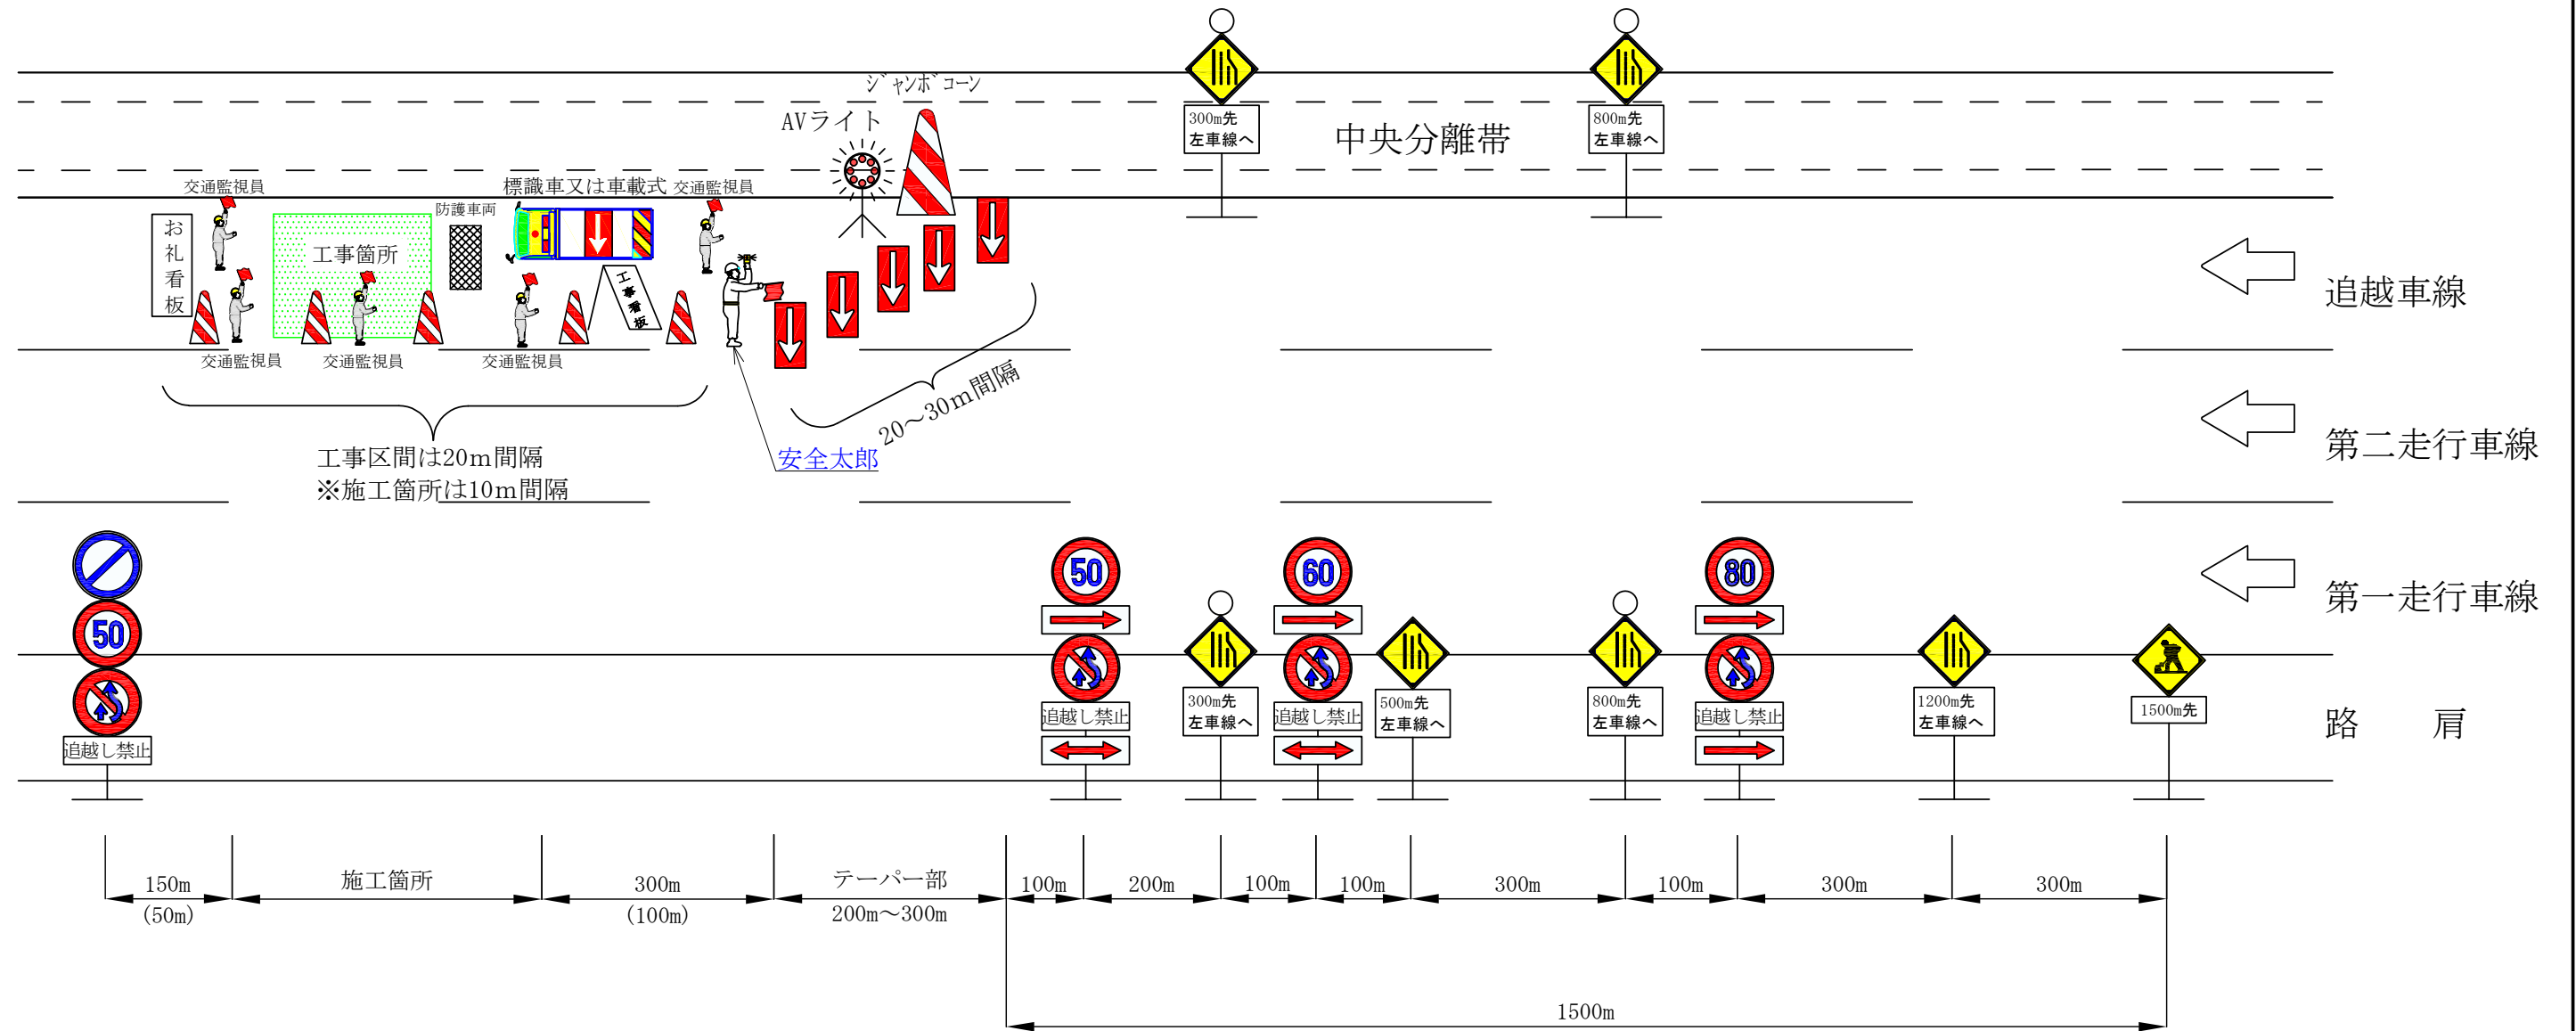 300m先
左車線へ
800m先
左車線へ
中央分離帯
ｼﾞｬﾝﾎﾞｺｰﾝ
AVライト
交通監視員
標識車又は車載式
交通監視員
防護車両
お礼看板
工事箇所
工事看板
追越車線
交通監視員
交通監視員
交通監視員
20～30m間隔
安全太郎
工事区間は20m間隔
※施工箇所は10m間隔
第二走行車線
第一走行車線
50
追越し禁止
50
追越し禁止
300m先
左車線へ
60
追越し禁止
500m先
左車線へ
800m先
左車線へ
80
追越し禁止
1200m先
左車線へ
1500m先
路　肩
150m
(50m)
施工箇所
300m
(100m)
テーパー部
200m～300m
100m
200m
100m
100m
300m
100m
300m
300m
1500m